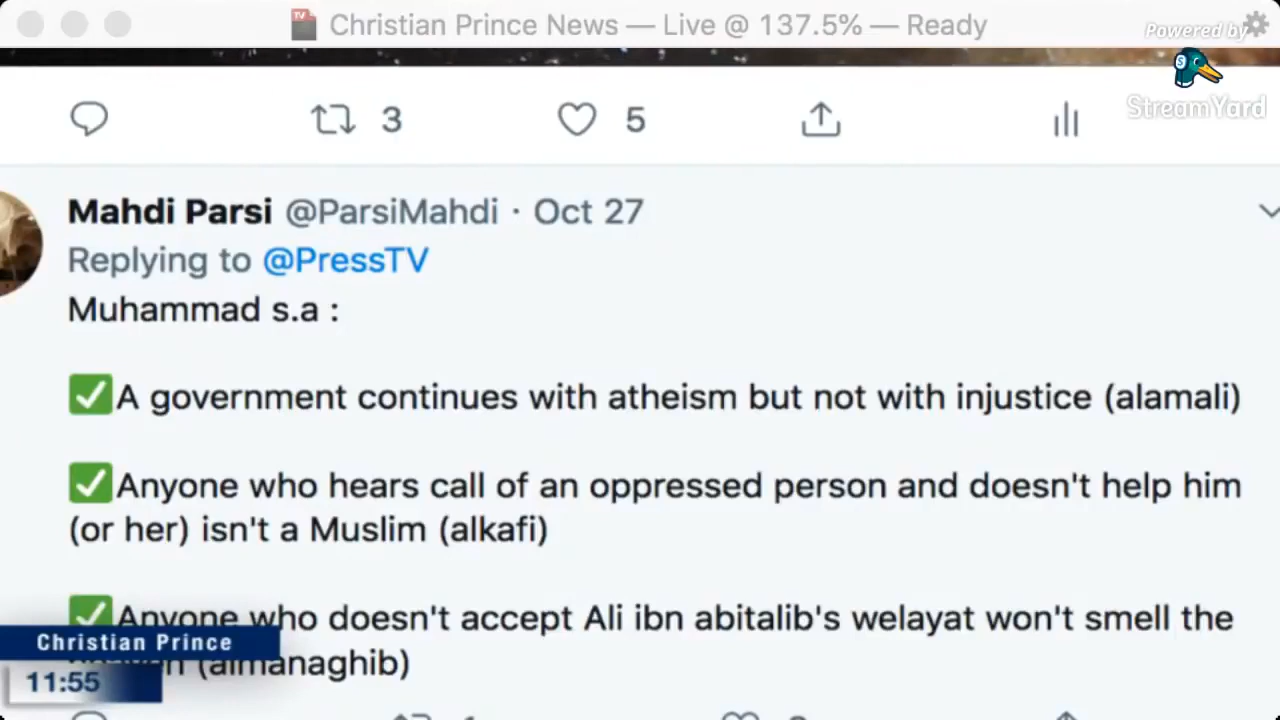 Christian Prince News — Live @ 137.5% — Ready
Powered by
StreamYard
3
5
Mahdi Parsi @ParsiMahdi · Oct 27
Replying to @PressTV
Muhammad s.a :
✅A government continues with atheism but not with injustice (alamali)
✅Anyone who hears call of an oppressed person and doesn't help him
(or her) isn't a Muslim (alkafi)
✅Anyone who doesn't accept Ali ibn abitalib's welayat won't smell the
(almanaghib)
Christian Prince
11:55